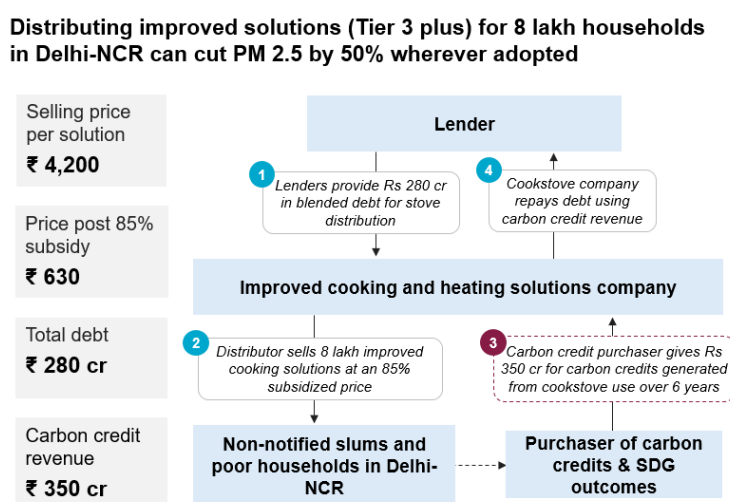 Distributing improved solutions (Tier 3 plus) for 8 lakh households
in Delhi-NCR can cut PM 2.5 by 50% wherever adopted
Selling price
per solution
₹ 4,200
Price post 85%
subsidy
₹ 630
Total debt
₹ 280 cr
Carbon credit
revenue
₹ 350 cr
Lender
1
Lenders provide Rs 280 cr
in blended debt for stove
distribution
4
Cookstove company
repays debt using
carbon credit revenue
Improved cooking and heating solutions company
2
Distributor sells 8 lakh improved
cooking solutions at an 85%
subsidized price
3
Carbon credit purchaser gives Rs
350 cr for carbon credits generated
from cookstove use over 6 years
Non-notified slums and
poor households in Delhi-
NCR
Purchaser of carbon
credits & SDG
outcomes